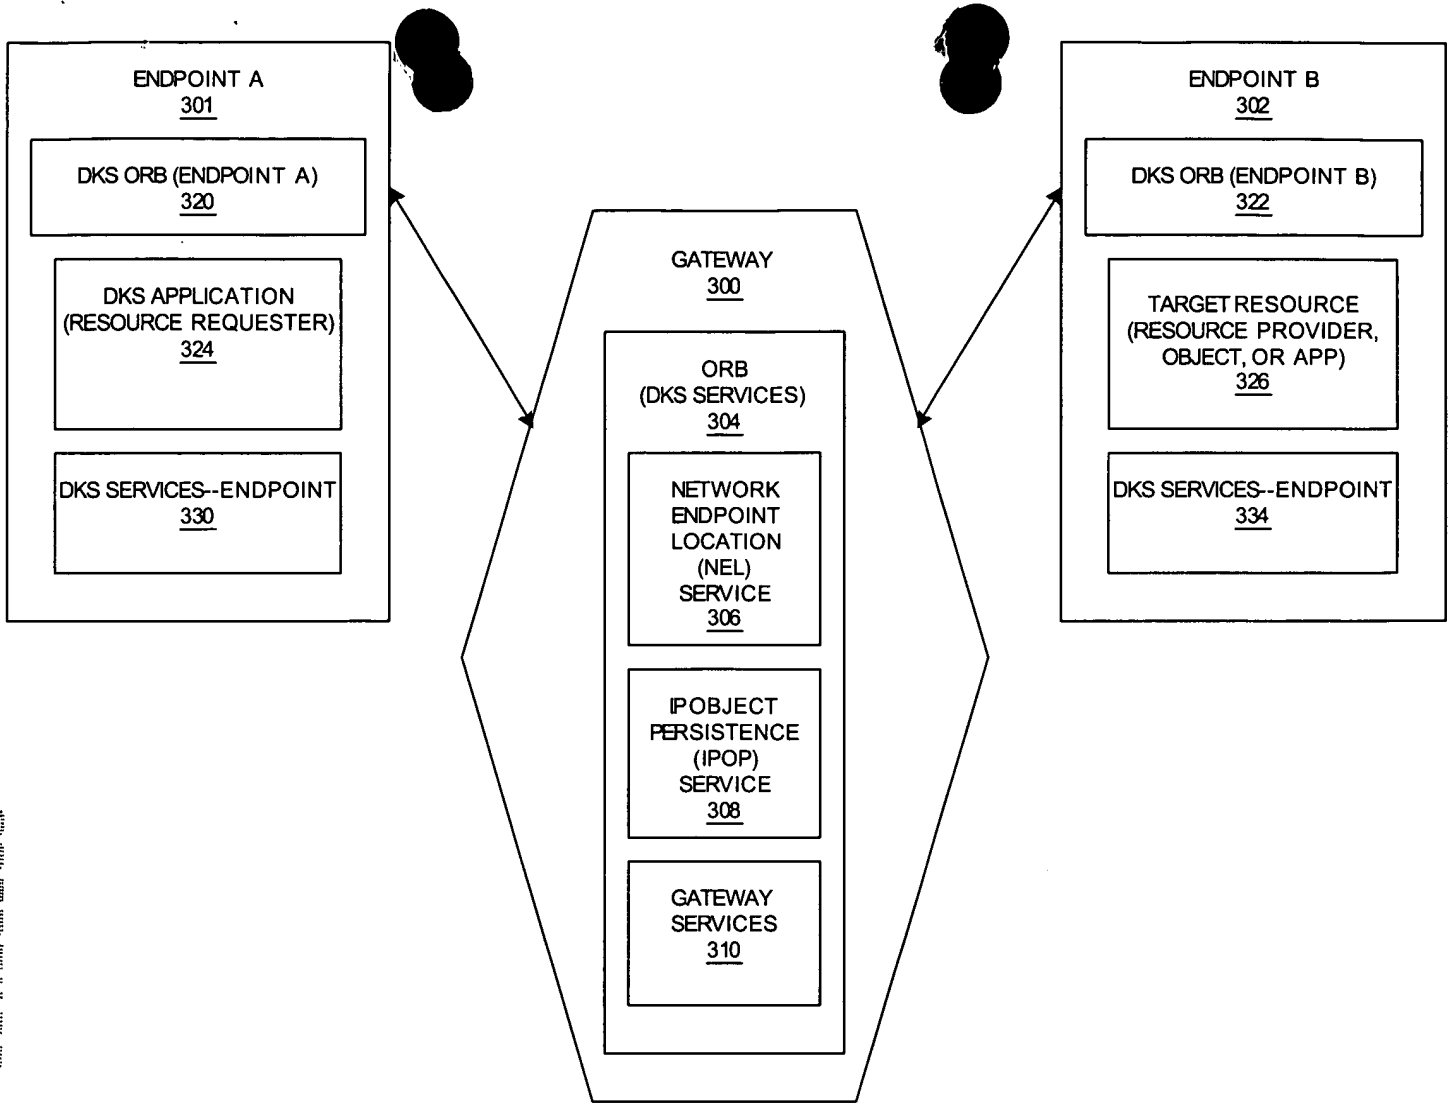 ENDPOINT A
301
DKS ORB (ENDPOINT A)
320
DKS APPLICATION
(RESOURCE REQUESTER)
324
DKS SERVICES--ENDPOINT
330
GATEWAY
300
ORB
(DKS SERVICES)
304
NETWORK
ENDPOINT
LOCATION
(NEL)
SERVICE
306
IPOBJECT
PERSISTENCE
(IPOP)
SERVICE
308
GATEWAY
SERVICES
310
ENDPOINT B
302
DKS ORB (ENDPOINT B)
322
TARGET RESOURCE
(RESOURCE PROVIDER,
OBJECT, OR APP)
326
DKS SERVICES--ENDPOINT
334